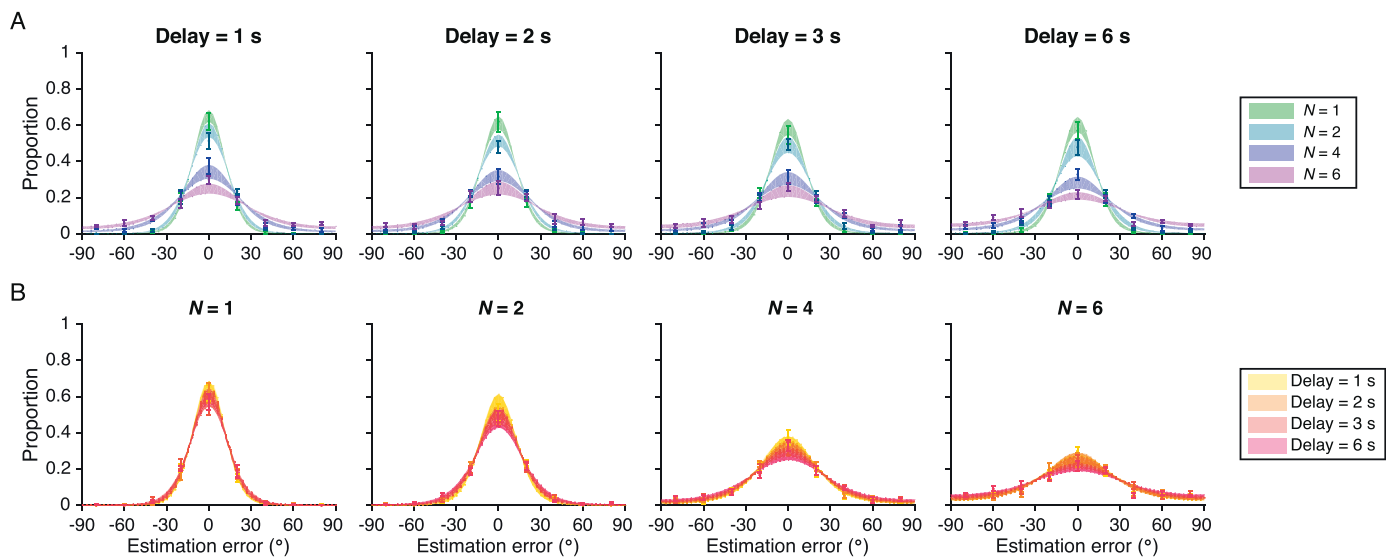 A
Delay = 1 s
Delay = 2 s
Delay = 3 s
Delay = 6 s
Proportion
1
0.8
0.6
0.4
0.2
0
-90 -60 -30 0 30 60 90
-90 -60 -30 0 30 60 90
-90 -60 -30 0 30 60 90
-90 -60 -30 0 30 60 90
N = 1
N = 2
N = 4
N = 6
B
N = 1
N = 2
N = 4
N = 6
Proportion
1
0.8
0.6
0.4
0.2
0
-90 -60 -30 0 30 60 90
-90 -60 -30 0 30 60 90
-90 -60 -30 0 30 60 90
-90 -60 -30 0 30 60 90
Estimation error (°)
Estimation error (°)
Estimation error (°)
Estimation error (°)
Delay = 1 s
Delay = 2 s
Delay = 3 s
Delay = 6 s